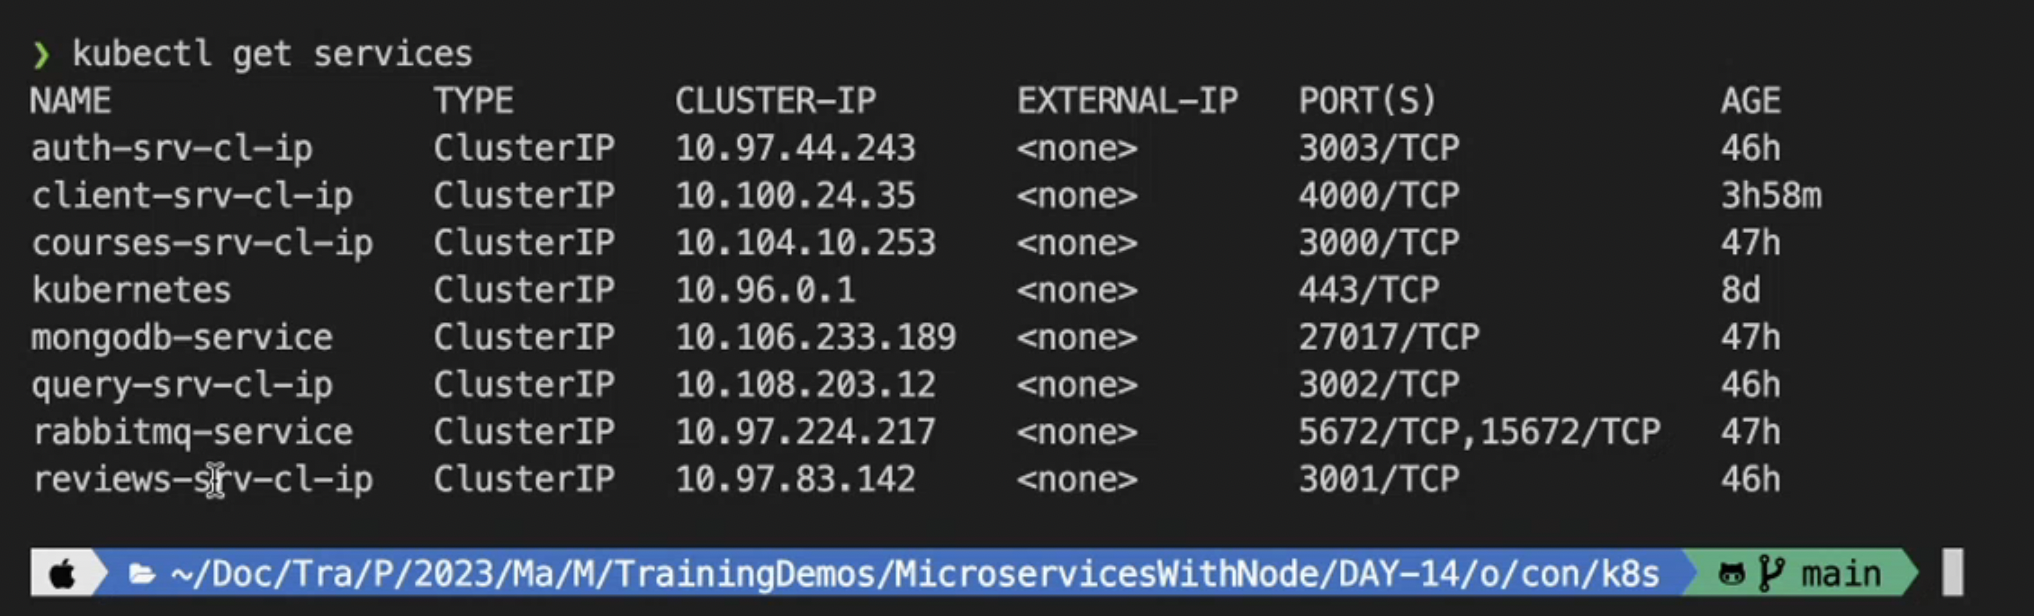 ❯ kubectl get services
NAME TYPE CLUSTER-IP EXTERNAL-IP PORT(S) AGE
auth-srv-cl-ip ClusterIP 10.97.44.243 <none> 3003/TCP 46h
client-srv-cl-ip ClusterIP 10.100.24.35 <none> 4000/TCP 3h58m
courses-srv-cl-ip ClusterIP 10.104.10.253 <none> 3000/TCP 47h
kubernetes ClusterIP 10.96.0.1 <none> 443/TCP 8d
mongodb-service ClusterIP 10.106.233.189 <none> 27017/TCP 47h
query-srv-cl-ip ClusterIP 10.108.203.12 <none> 3002/TCP 46h
rabbitmq-service ClusterIP 10.97.224.217 <none> 5672/TCP,15672/TCP 47h
reviews-srv-cl-ip ClusterIP 10.97.83.142 <none> 3001/TCP 46h
~/Doc/Tra/P/2023/Ma/M/TrainingDemos/MicroservicesWithNode/DAY-14/o/con/k8s main